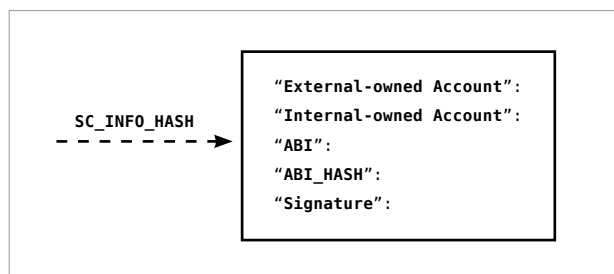 SC_INFO_HASH
“External-owned Account”:
“Internal-owned Account”:
“ABI”:
“ABI_HASH”:
“Signature”: